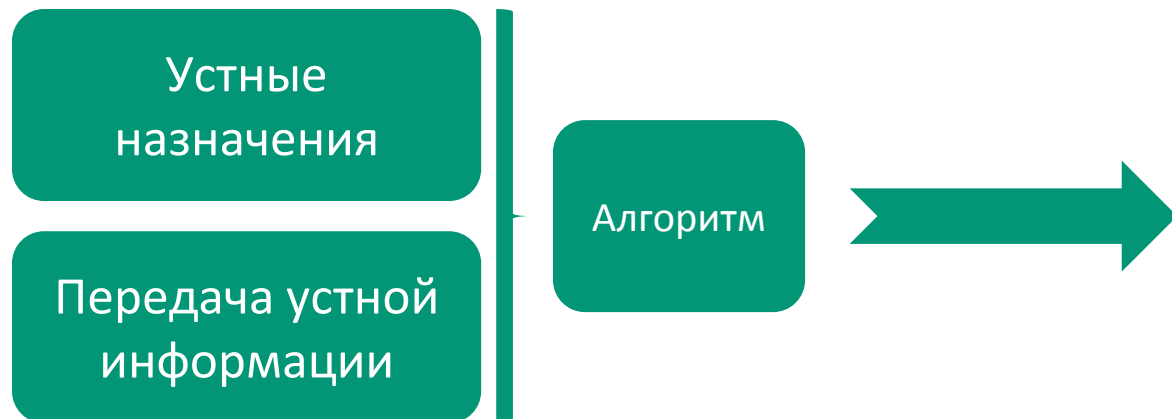 Устные
назначения
Передача устной
информации
Алгоритм